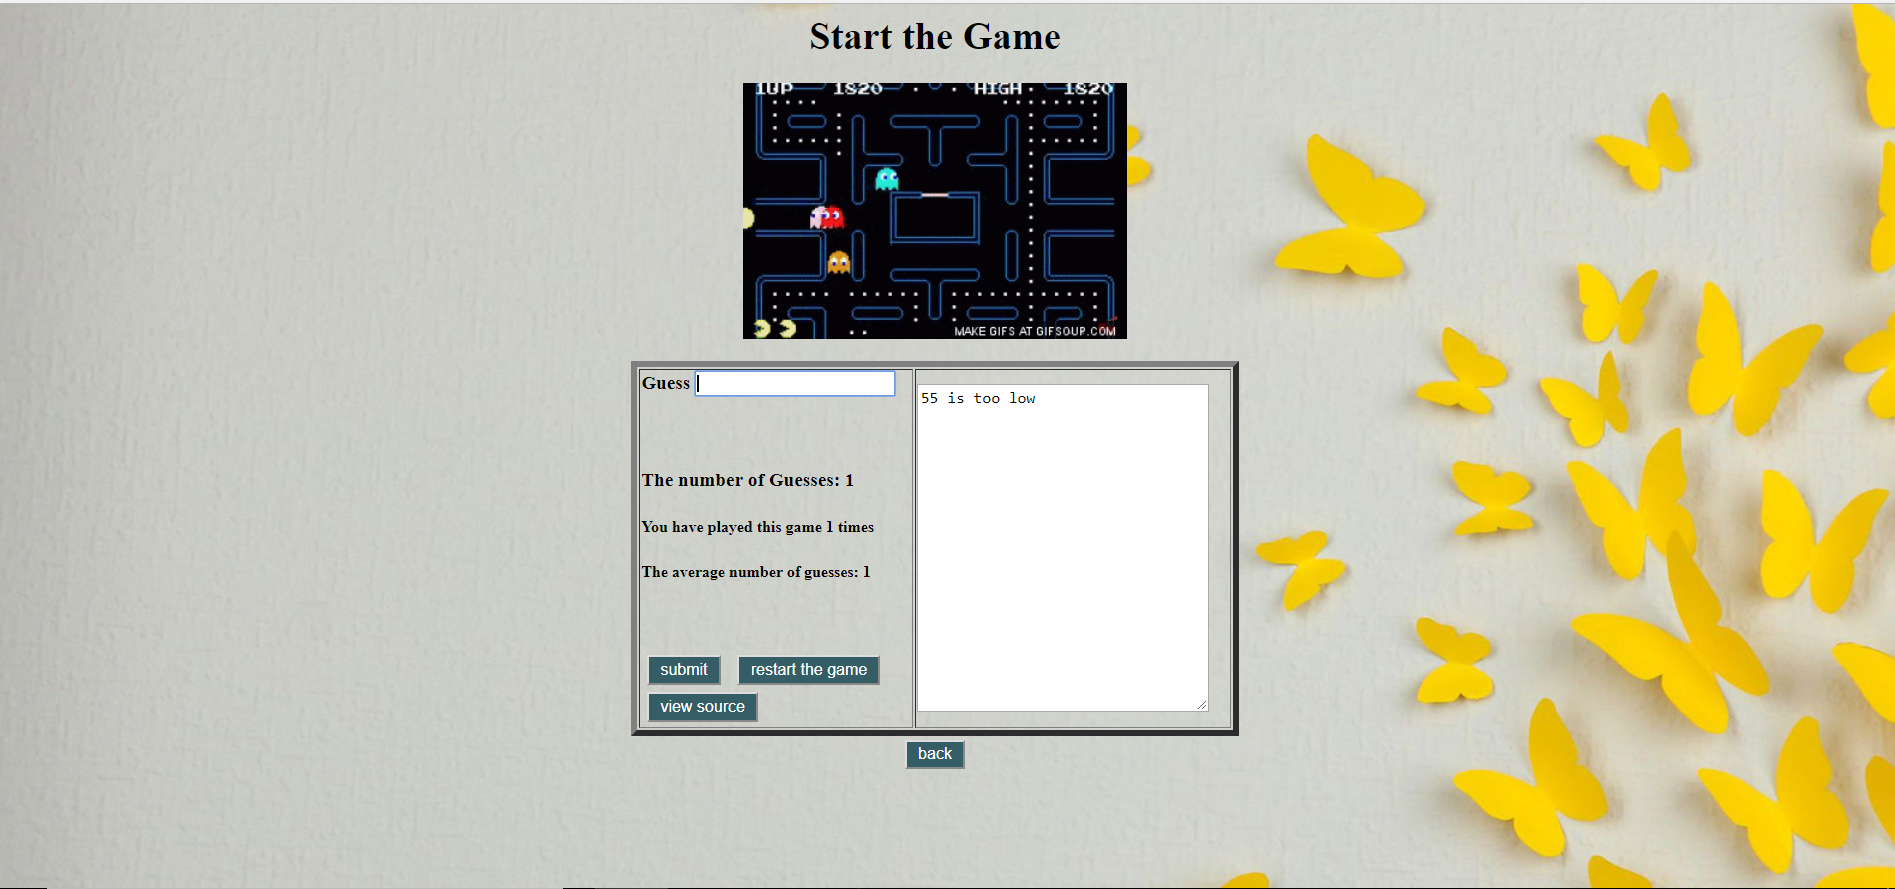 Start the Game
1UP 1820 HIGH 1820
MAKE GIFS AT GIFSOUP.COM
Guess
55 is too low
The number of Guesses: 1
You have played this game 1 times
The average number of guesses: 1
submit restart the game
view source
back